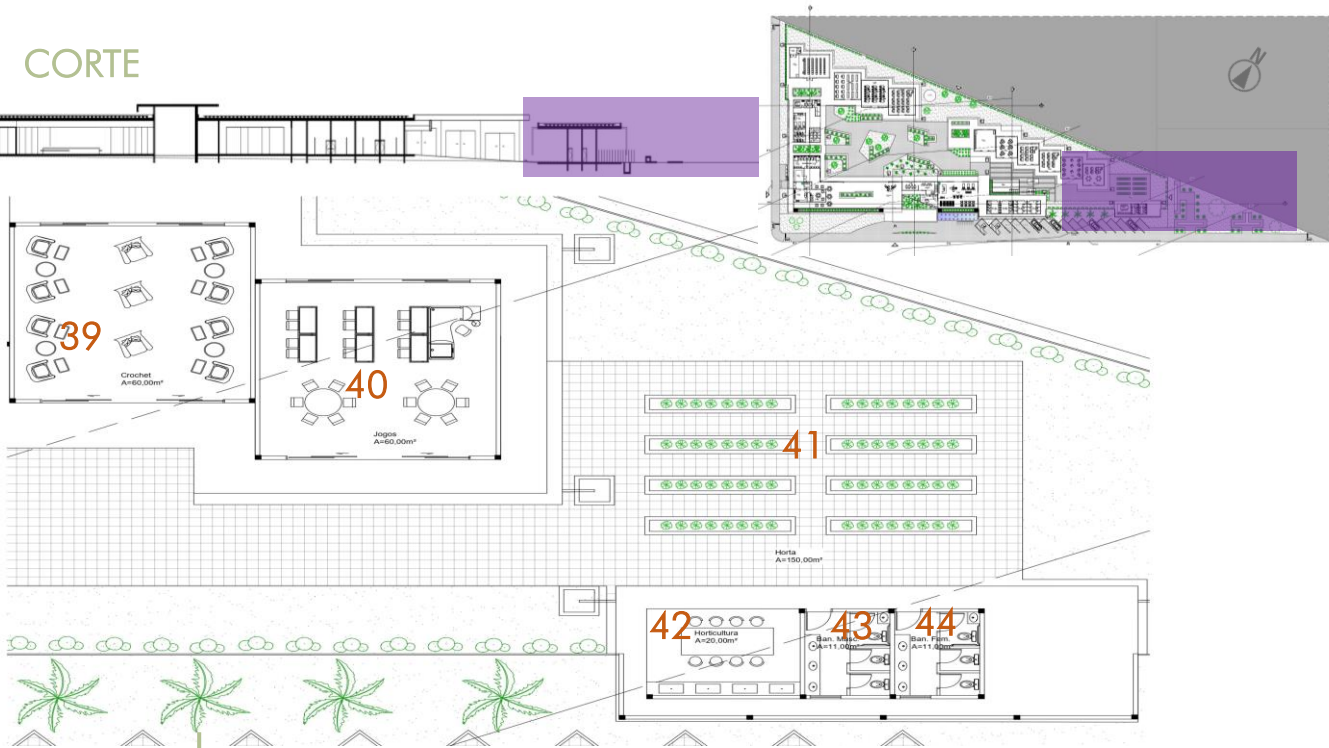 CORTE
N
39
Crochet
A=60,00m²
40
Jogos
A=60,00m²
41
Horta
A=150,00m²
42
Horticultura
A=20,00m²
43
Ban. Masc.
A=11,00m²
44
Ban. Fem.
A=11,00m²